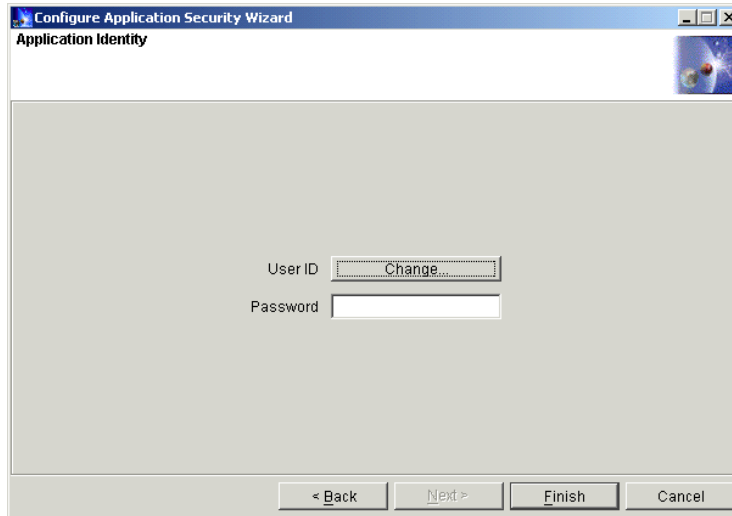 Configure Application Security Wizard
Application Identity
User ID Change...
Password
< Back Next > Finish Cancel